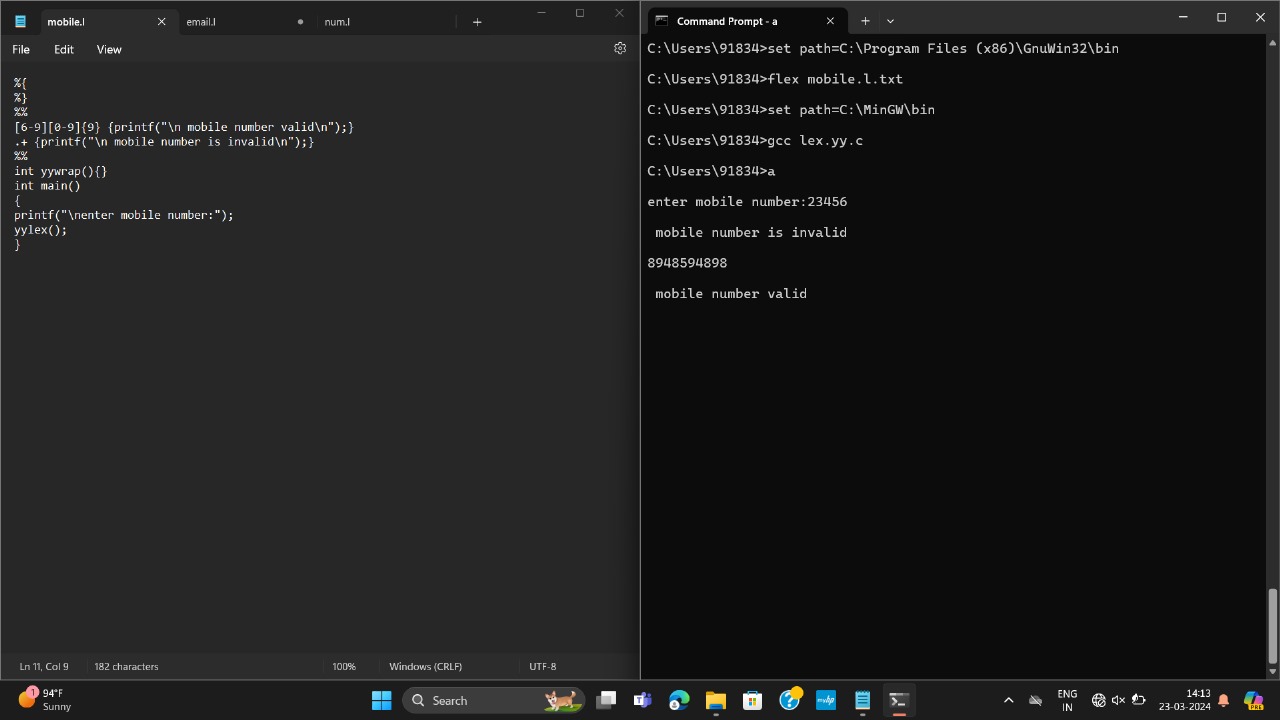 mobile.l
email.l
num.l
File Edit View
%{
%}
%%
[6-9][0-9]{9} {printf("\n mobile number valid\n");}
.+ {printf("\n mobile number is invalid\n");}
%%
int yywrap(){}
int main()
{
printf("\nenter mobile number:");
yylex();
}
Ln 11, Col 9 182 characters 100% Windows (CRLF) UTF-8
Command Prompt - a
C:\Users\91834>set path=C:\Program Files (x86)\GnuWin32\bin
C:\Users\91834>flex mobile.l.txt
C:\Users\91834>set path=C:\MinGW\bin
C:\Users\91834>gcc lex.yy.c
C:\Users\91834>a
enter mobile number:23456
mobile number is invalid
8948594898
mobile number valid
1
94°F
Sunny
Search
myhp
ENG
IN
14:13
23-03-2024
PRE